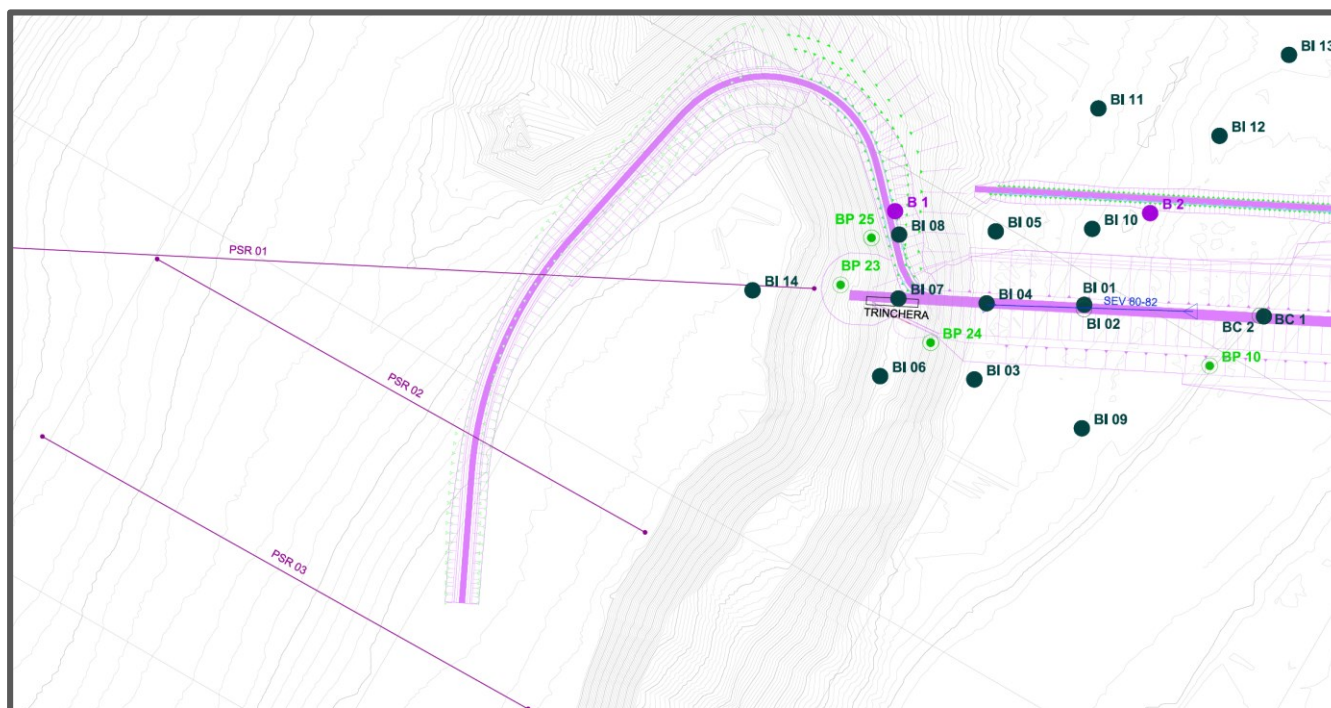 BI 13
BI 11
BI 12
B 1
B 2
BP 25
BI 08
BI 05
BI 10
PSR 01
BP 23
BI 14
BI 07
BI 04
BI 01
SEV 80-82
TRINCHERA
BI 02
BC 2
BC 1
BP 24
BP 10
PSR 02
BI 06
BI 03
BI 09
PSR 03